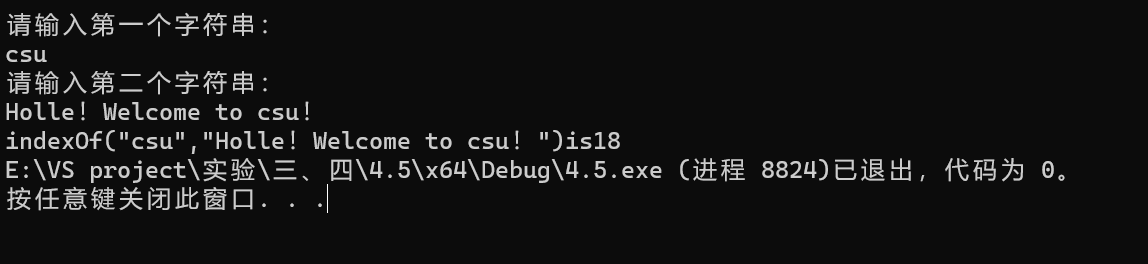 请输入第一个字符串：
csu
请输入第二个字符串：
Holle！Welcome to csu！
indexOf("csu","Holle！Welcome to csu！")is18
E:\VS project\实验\三、四\4.5\x64\Debug\4.5.exe (进程 8824)已退出，代码为 0。
按任意键关闭此窗口. . .